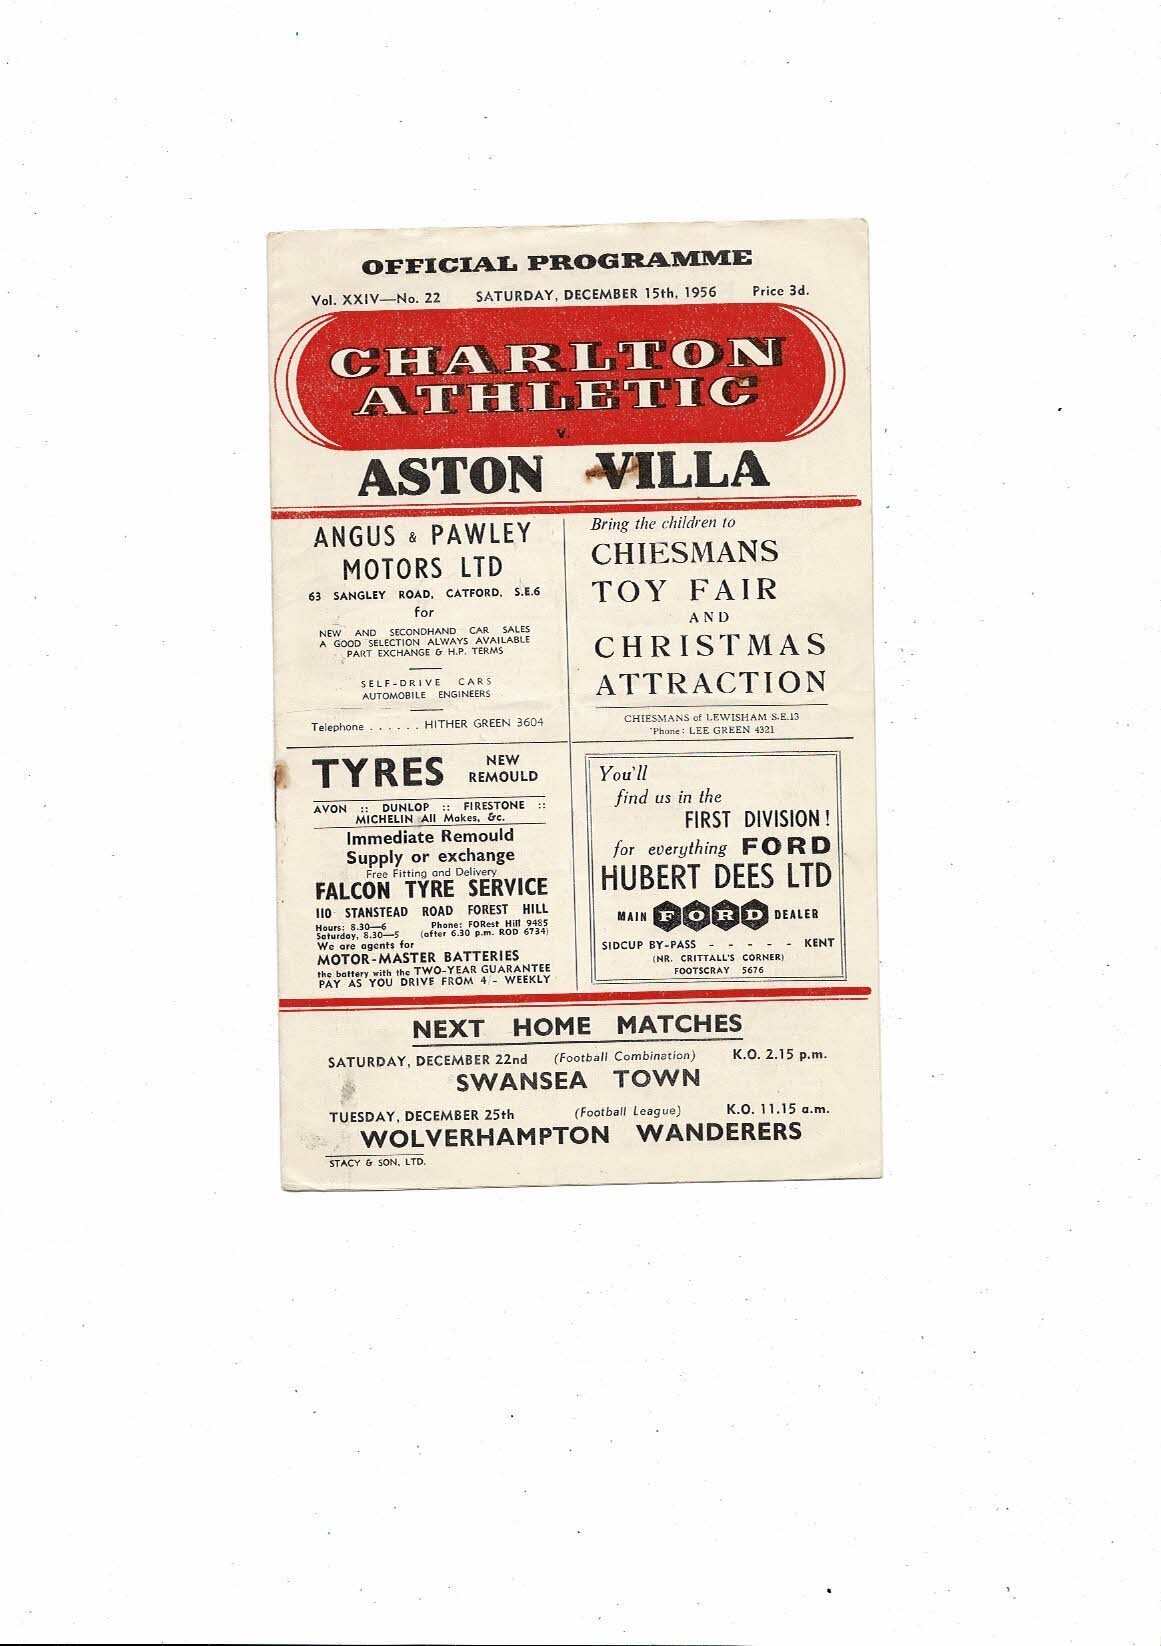 OFFICIAL PROGRAMME
Vol. XXIV—No. 22 SATURDAY, DECEMBER 15th, 1956 Price 3d.
CHARLTON
ATHLETIC
v.
ASTON VILLA
ANGUS & PAWLEY
MOTORS LTD
63 SANGLEY ROAD, CATFORD, S.E.6
for
NEW AND SECONDHAND CAR SALES
A GOOD SELECTION ALWAYS AVAILABLE
PART EXCHANGE & H.P. TERMS
SELF-DRIVE CARS
AUTOMOBILE ENGINEERS
Telephone . . . . . . HITHER GREEN 3604
Bring the children to
CHIESMANS
TOY FAIR
AND
CHRISTMAS
ATTRACTION
CHIESMANS of LEWISHAM S.E.13
'Phone: LEE GREEN 4321
TYRES NEW
REMOULD
AVON :: DUNLOP :: FIRESTONE ::
MICHELIN All Makes, &c.
Immediate Remould
Supply or exchange
Free Fitting and Delivery
FALCON TYRE SERVICE
110 STANSTEAD ROAD FOREST HILL
Hours: 8.30—6 Phone: FORest Hill 9485
Saturday, 8.30—5 (after 6.30 p.m. ROD 6734)
We are agents for
MOTOR-MASTER BATTERIES
the battery with the TWO-YEAR GUARANTEE
PAY AS YOU DRIVE FROM 4/- WEEKLY
You'll
find us in the
FIRST DIVISION!
for everything FORD
HUBERT DEES LTD
MAIN FORD DEALER
SIDCUP BY-PASS - - - - - KENT
(NR. CRITTALL'S CORNER)
FOOTSCRAY 5676
NEXT HOME MATCHES
SATURDAY, DECEMBER 22nd (Football Combination) K.O. 2.15 p.m.
SWANSEA TOWN
TUESDAY, DECEMBER 25th (Football League) K.O. 11.15 a.m.
WOLVERHAMPTON WANDERERS
STACY & SON, LTD.